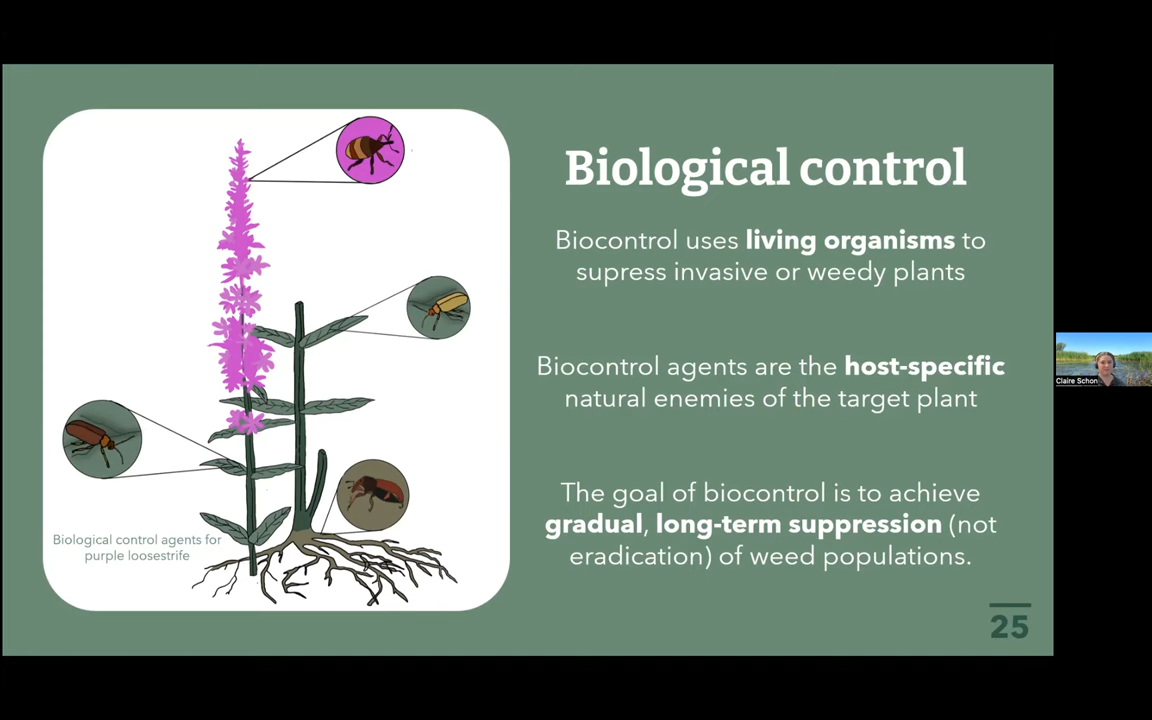 Biological control
Biocontrol uses living organisms to
supress invasive or weedy plants
Biocontrol agents are the host-specific
natural enemies of the target plant
The goal of biocontrol is to achieve
gradual, long-term suppression (not
eradication) of weed populations.
Biological control agents for
purple loosestrife
25
Claire Schon